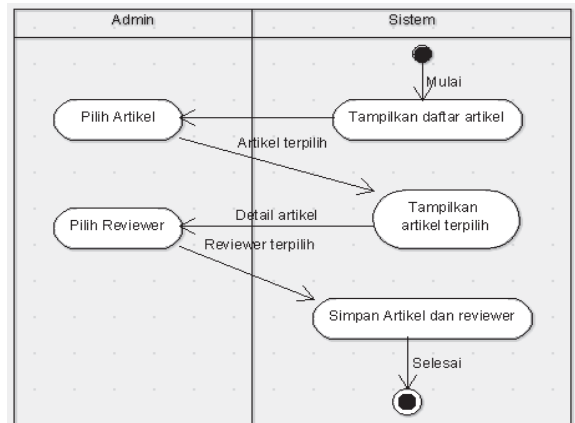 Admin
Sistem
Mulai
Pilih Artikel
Tampilkan daftar artikel
Artikel terpilih
Tampilkan
artikel terpilih
Pilih Reviewer
Detail artikel
Reviewer terpilih
Simpan Artikel dan reviewer
Selesai